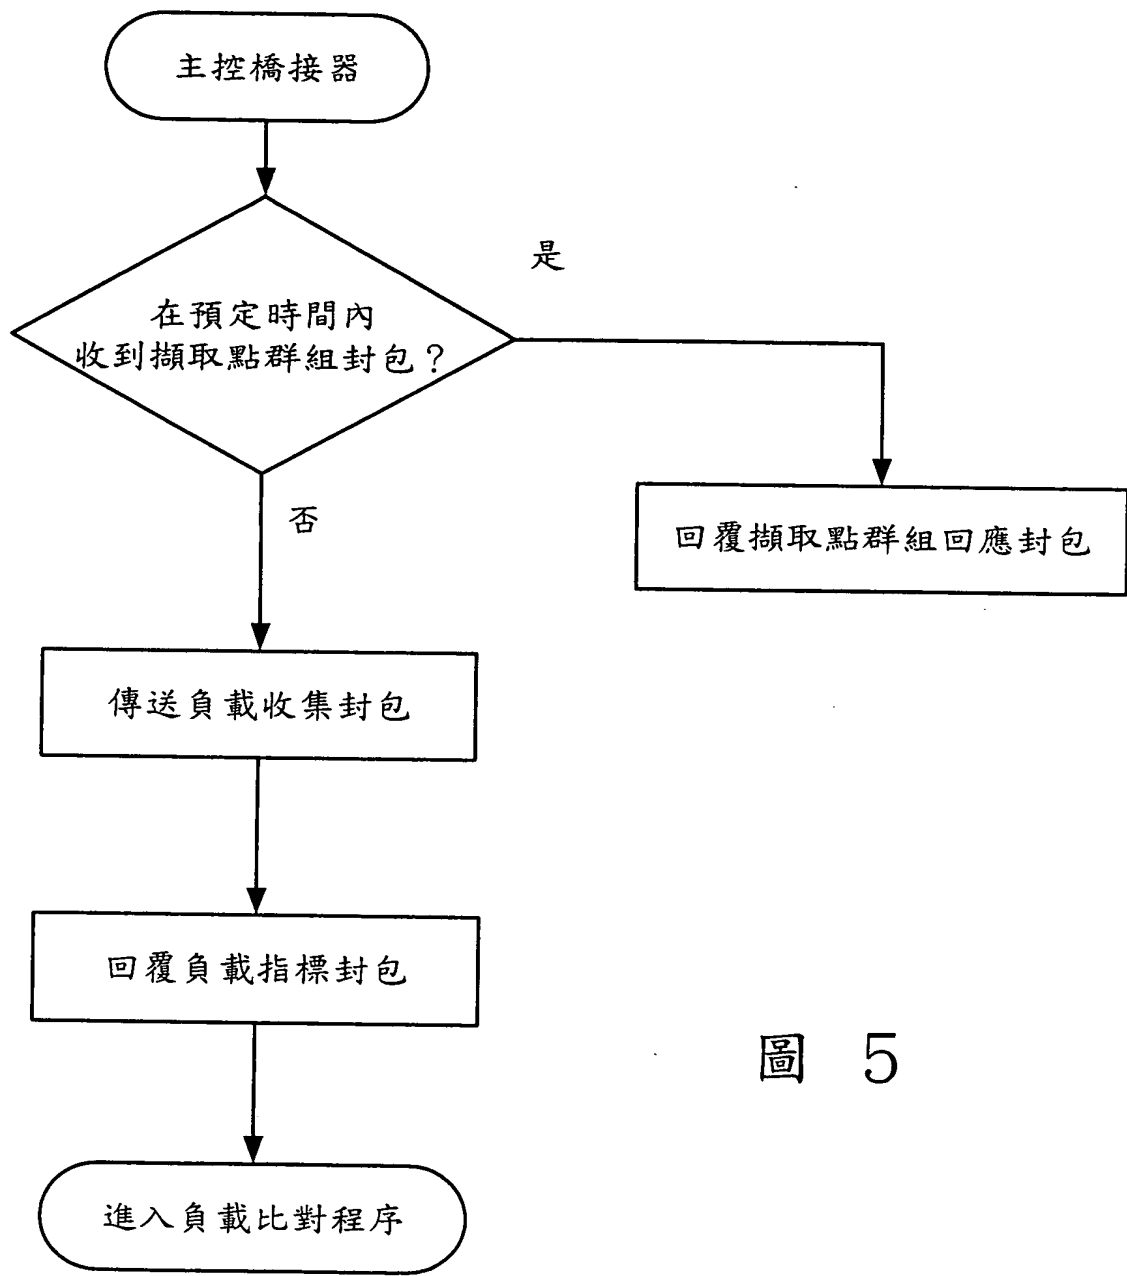 主控橋接器
是
在預定時間內
收到擷取點群組封包？
否
回覆擷取點群組回應封包
傳送負載收集封包
回覆負載指標封包
圖 5
進入負載比對程序